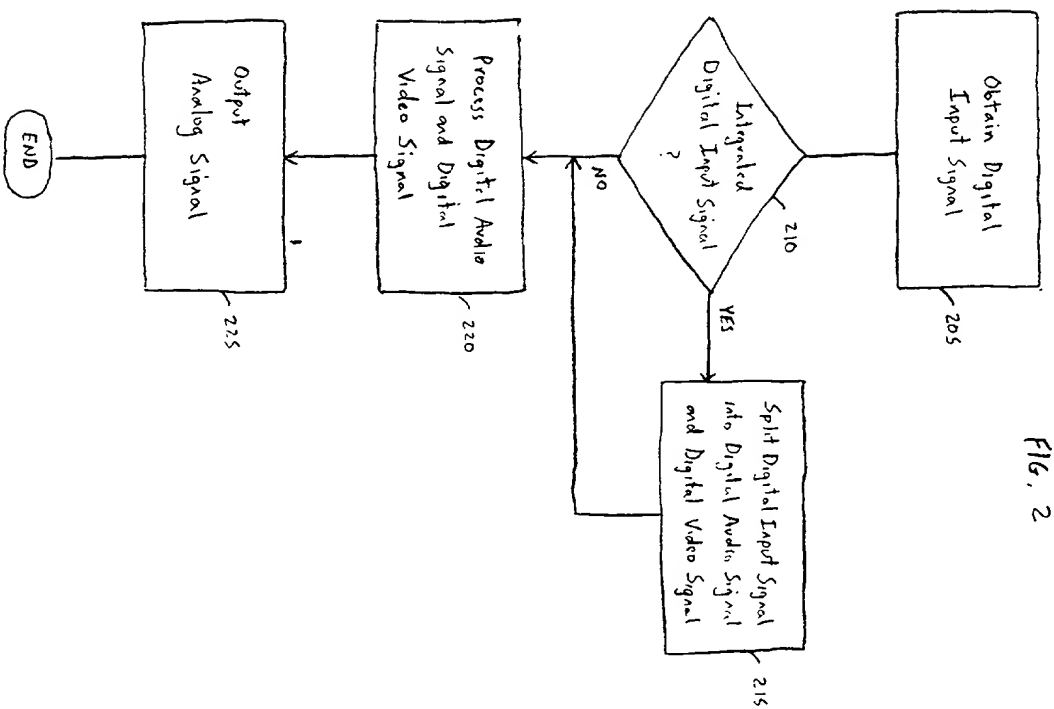 FIG. 2
Obtain Digital
Input Signal
205
Integrated
Digital Input Signal
?
210
YES
NO
Split Digital Input Signal
into Digital Audio Signal
and Digital Video Signal
215
Process Digital Audio
Signal and Digital
Video Signal
220
Output
Analog Signal
225
END